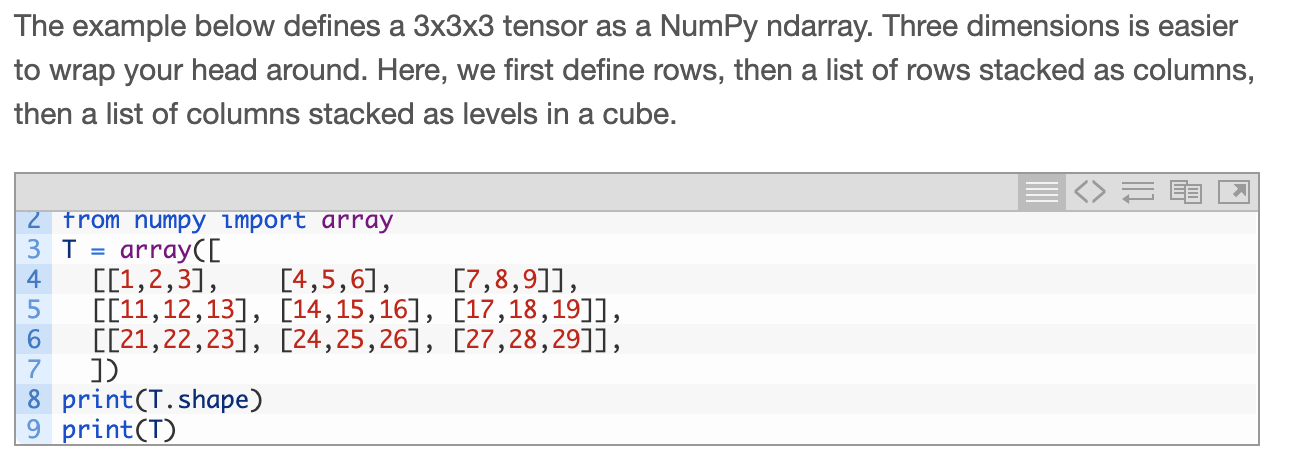 The example below defines a 3x3x3 tensor as a NumPy ndarray. Three dimensions is easier
to wrap your head around. Here, we first define rows, then a list of rows stacked as columns,
then a list of columns stacked as levels in a cube.
2 from numpy import array
3 T = array([
4   [[1,2,3],    [4,5,6],    [7,8,9]],
5   [[11,12,13], [14,15,16], [17,18,19]],
6   [[21,22,23], [24,25,26], [27,28,29]],
7   ])
8 print(T.shape)
9 print(T)